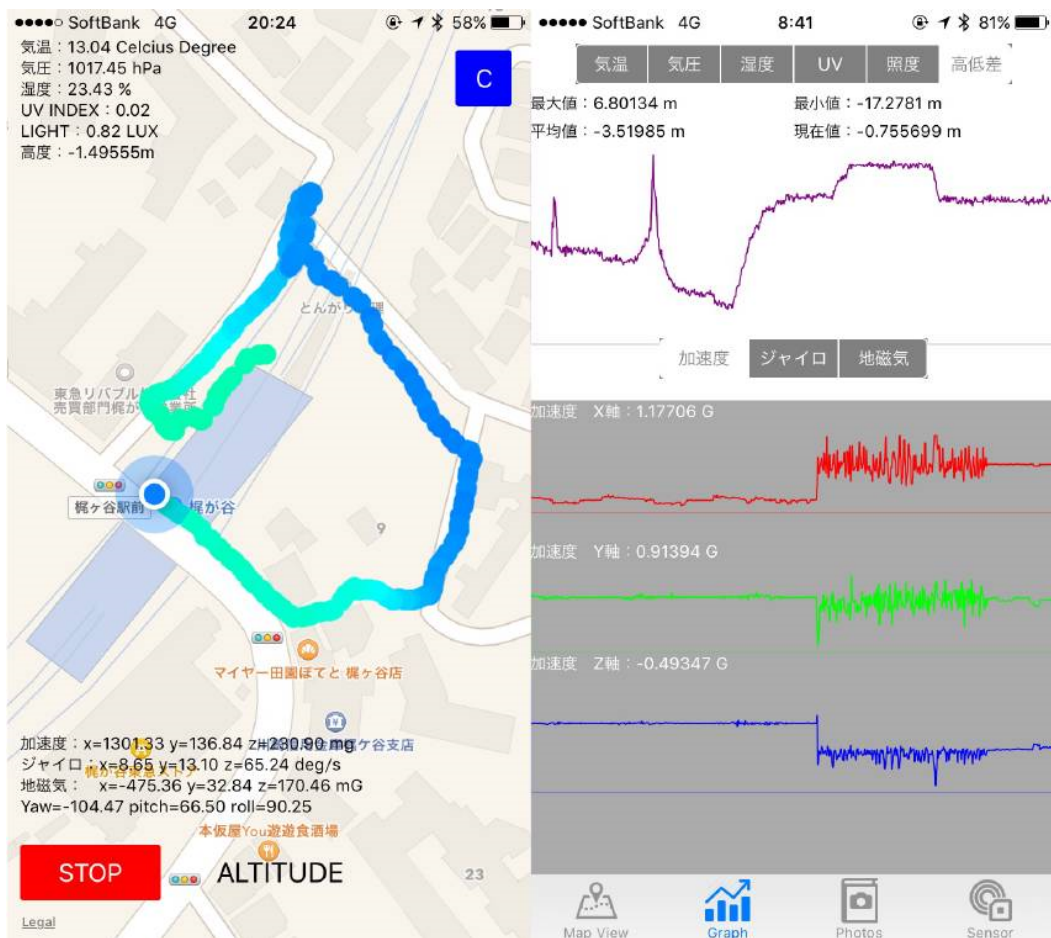 SoftBank 4G 20:24 58%
気温：13.04 Celcius Degree
気圧：1017.45 hPa
湿度：23.43 %
UV INDEX：0.02
LIGHT：0.82 LUX
高度：-1.49555m
C
とんがり
東急リバブル
売買部門梶が
梶ヶ谷駅前
梶が谷
9
マイヤー田園ぽてと 梶ヶ谷店
加速度：x=1301.33 y=136.84 z=230.90 mg
ジャイロ：x=8.65 y=13.10 z=65.24 deg/s
地磁気： x=-475.36 y=32.84 z=170.46 mG
Yaw=-104.47 pitch=66.50 roll=90.25
本仮屋You遊遊食酒場
STOP
ALTITUDE
23
Legal
SoftBank 4G 8:41 81%
気温 気圧 湿度 UV 照度 高低差
最大値：6.80134 m 最小値：-17.2781 m
平均値：-3.51985 m 現在値：-0.755699 m
加速度 ジャイロ 地磁気
加速度 X軸：1.17706 G
加速度 Y軸：0.91394 G
加速度 Z軸：-0.49347 G
Map View Graph Photos Sensor